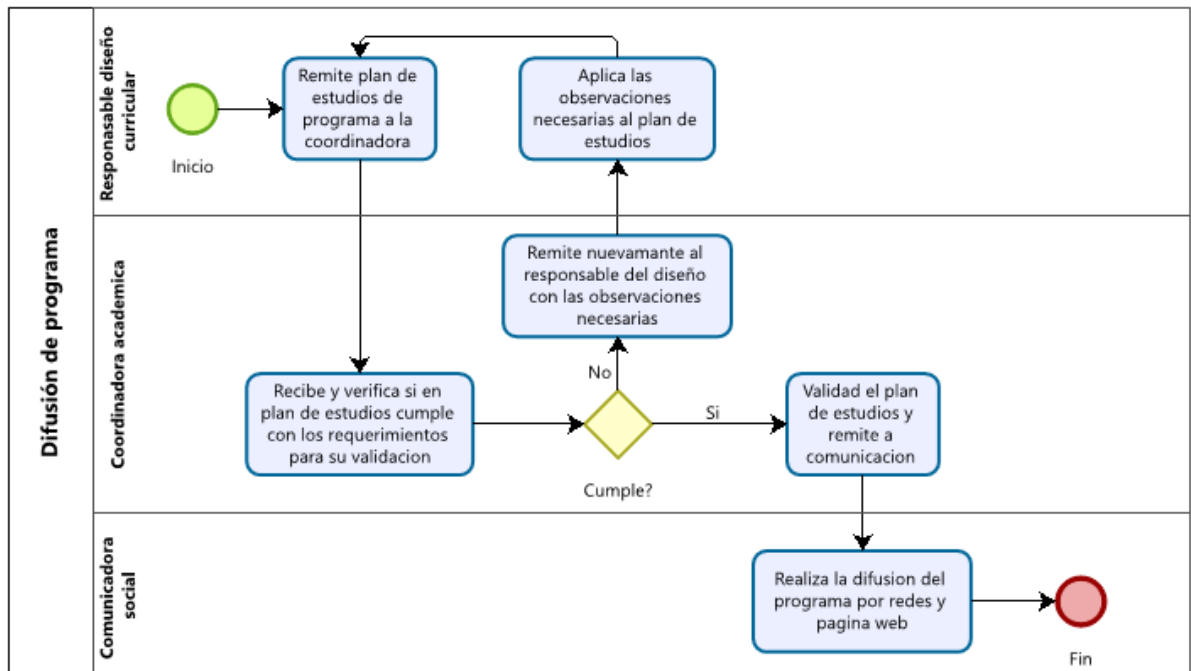 Difusión de programa
Responasable diseño
curricular
Inicio
Remite plan de
estudios de
programa a la
coordinadora
Aplica las
observaciones
necesarias al plan de
estudios
Coordinadora academica
Remite nuevamante al
responsable del diseño
con las observaciones
necesarias
No
Recibe y verifica si en
plan de estudios cumple
con los requerimientos
para su validacion
Cumple?
Si
Validad el plan
de estudios y
remite a
comunicacion
Comunicadora
social
Realiza la difusion del
programa por redes y
pagina web
Fin